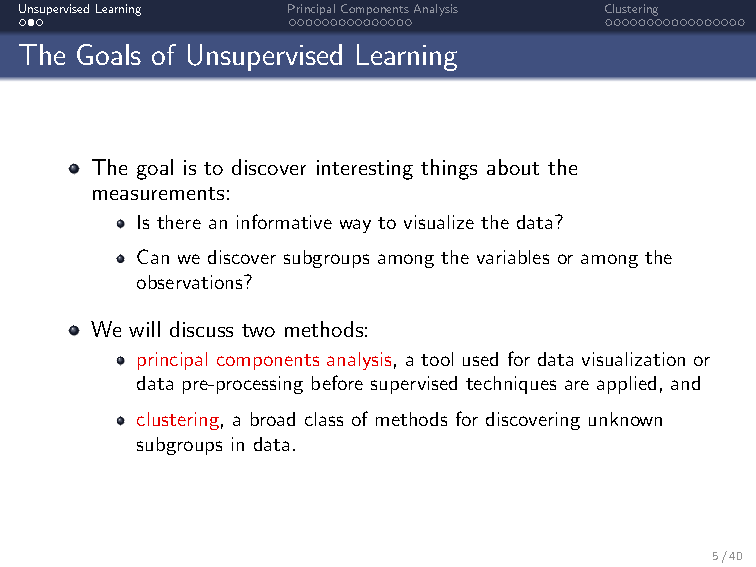 Unsupervised Learning
Principal Components Analysis
Clustering
The Goals of Unsupervised Learning
The goal is to discover interesting things about the
measurements:
Is there an informative way to visualize the data?
Can we discover subgroups among the variables or among the
observations?
We will discuss two methods:
principal components analysis, a tool used for data visualization or
data pre-processing before supervised techniques are applied, and
clustering, a broad class of methods for discovering unknown
subgroups in data.
5 / 40